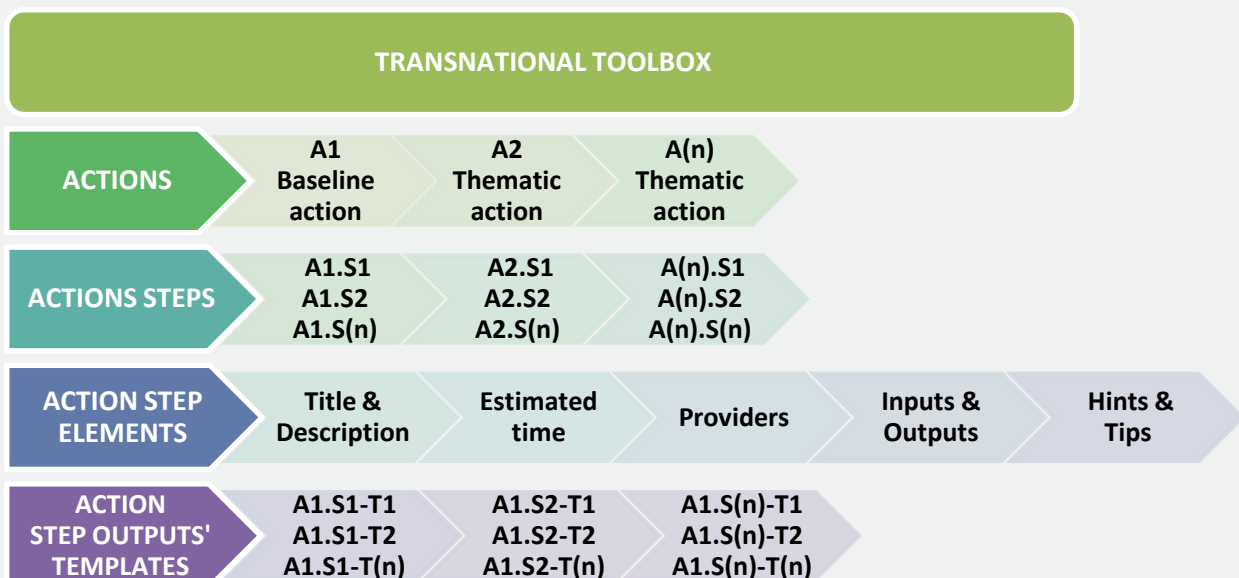 TRANSNATIONAL TOOLBOX
ACTIONS
A1
Baseline
action
A2
Thematic
action
A(n)
Thematic
action
ACTIONS STEPS
A1.S1
A1.S2
A1.S(n)
A2.S1
A2.S2
A2.S(n)
A(n).S1
A(n).S2
A(n).S(n)
ACTION STEP
ELEMENTS
Title &
Description
Estimated
time
Providers
Inputs &
Outputs
Hints &
Tips
ACTION
STEP OUTPUTS'
TEMPLATES
A1.S1-T1
A1.S1-T2
A1.S1-T(n)
A1.S2-T1
A1.S2-T2
A1.S2-T(n)
A1.S(n)-T1
A1.S(n)-T2
A1.S(n)-T(n)